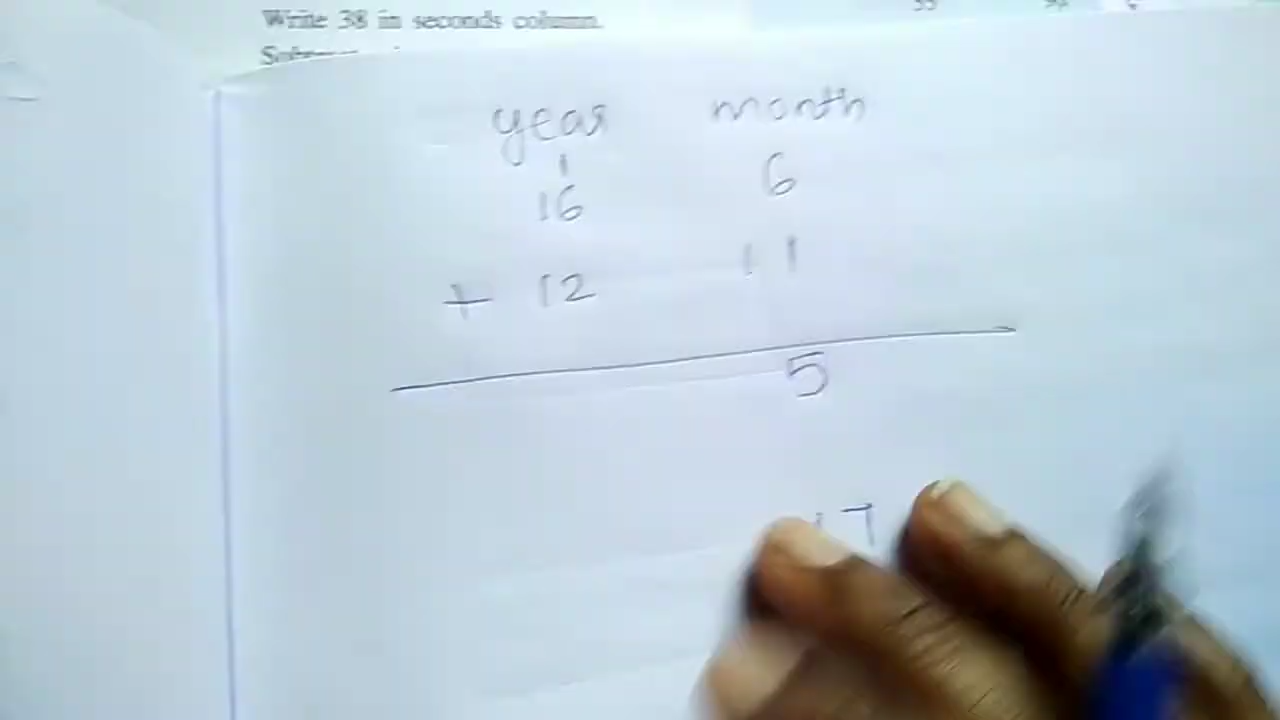 Write 38 in seconds column.
year month
1
16 6
+ 12 11
5
17